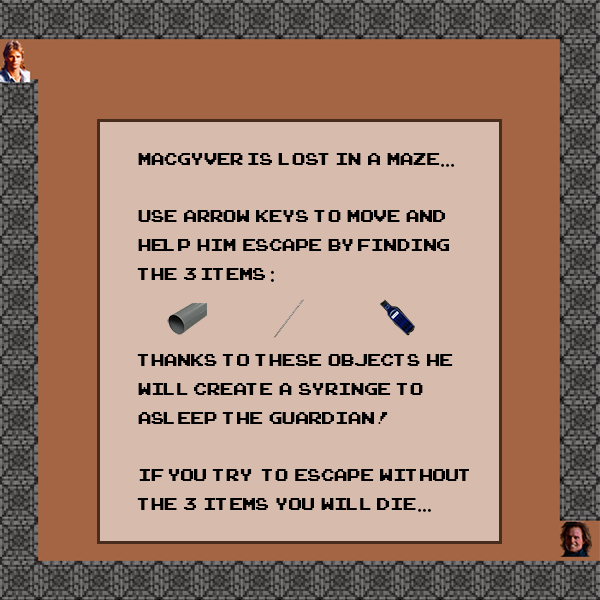 MACGYVER IS LOST IN A MAZE...
USE ARROW KEYS TO MOVE AND
HELP HIM ESCAPE BY FINDING
THE 3 ITEMS:
THANKS TO THESE OBJECTS HE
WILL CREATE A SYRINGE TO
ASLEEP THE GUARDIAN!
IF YOU TRY TO ESCAPE WITHOUT
THE 3 ITEMS YOU WILL DIE...